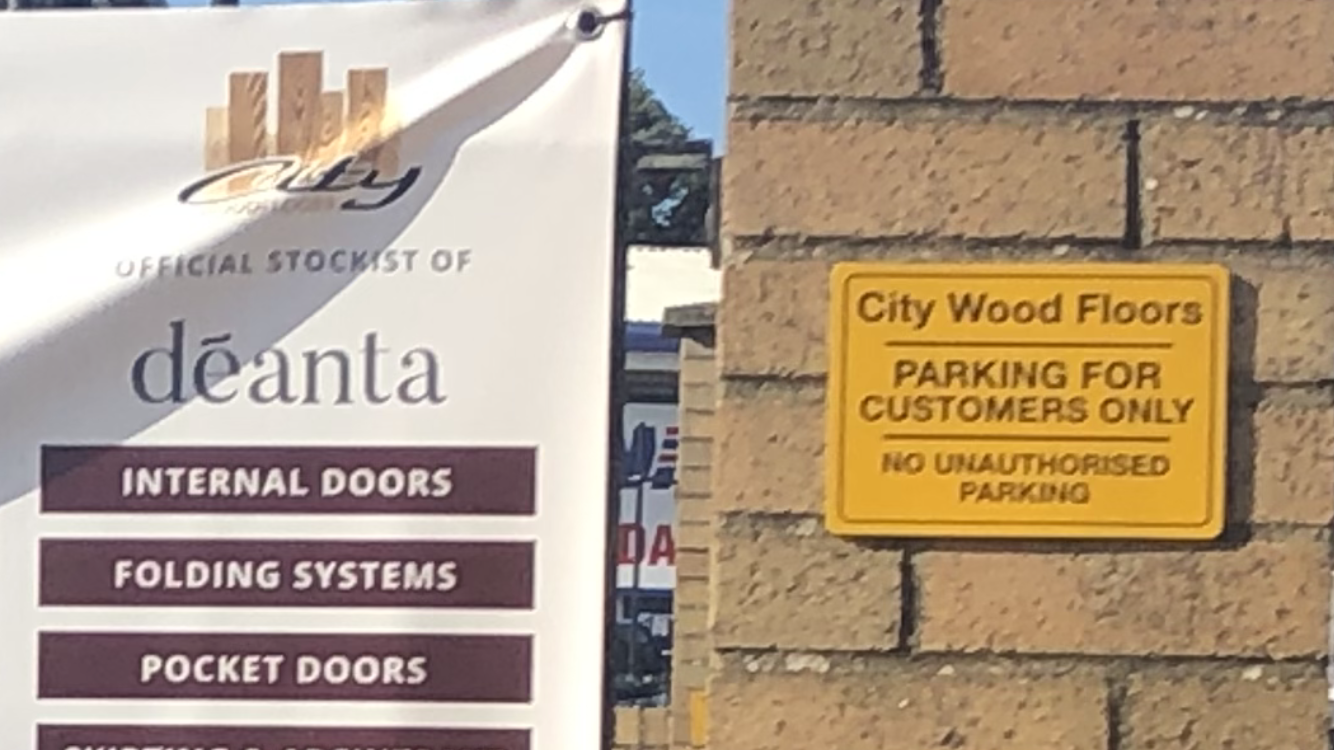 City
OFFICIAL STOCKIST OF
dēanta
INTERNAL DOORS
FOLDING SYSTEMS
POCKET DOORS
City Wood Floors
PARKING FOR
CUSTOMERS ONLY
NO UNAUTHORISED
PARKING
DA